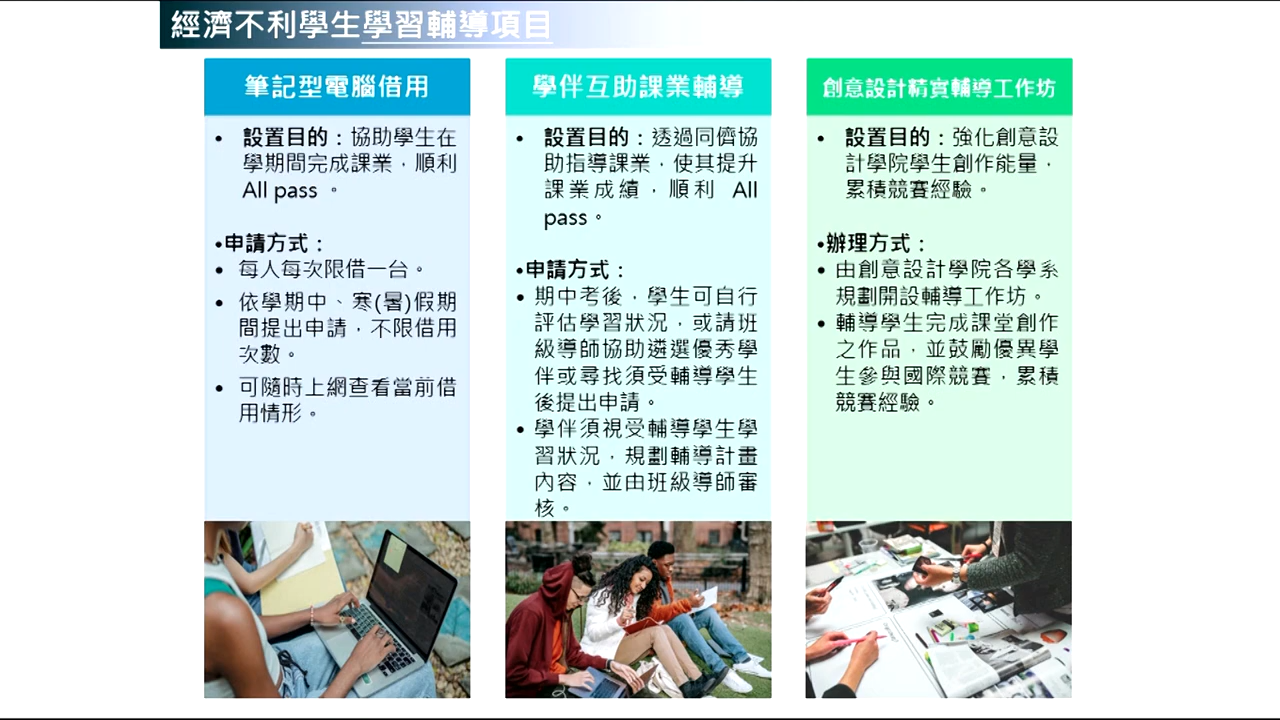 經濟不利學生學習輔導項目
筆記型電腦借用
• 設置目的：協助學生在
學期間完成課業，順利
All pass 。
•申請方式：
• 每人每次限借一台。
• 依學期中、寒(暑)假期
間提出申請，不限借用
次數。
• 可隨時上網查看當前借
用情形。
學伴互助課業輔導
• 設置目的：透過同儕協
助指導課業，使其提升
課業成績，順利 All
pass。
•申請方式：
• 期中考後，學生可自行
評估學習狀況，或請班
級導師協助遴選優秀學
伴或尋找須受輔導學生
後提出申請。
• 學伴須視受輔導學生學
習狀況，規劃輔導計畫
內容，並由班級導師審
核。
創意設計精實輔導工作坊
• 設置目的：強化創意設
計學院學生創作能量，
累積競賽經驗。
•辦理方式：
• 由創意設計學院各學系
規劃開設輔導工作坊。
• 輔導學生完成課堂創作
之作品，並鼓勵優異學
生參與國際競賽，累積
競賽經驗。